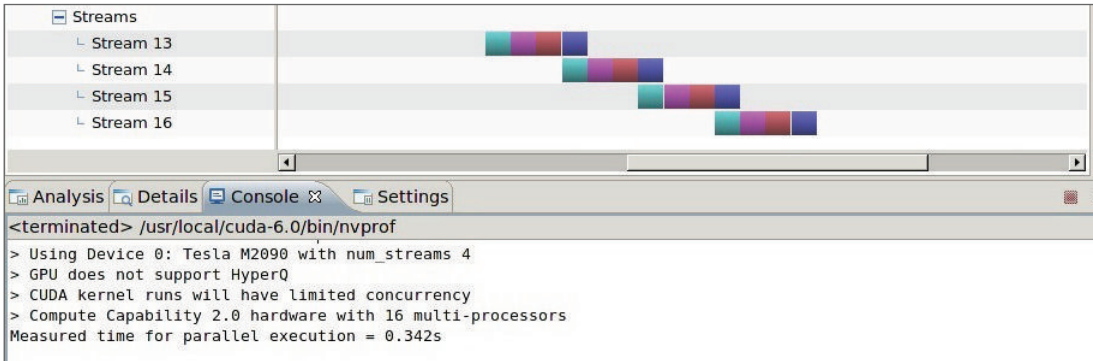 Streams
Stream 13
Stream 14
Stream 15
Stream 16
Analysis Details Console Settings
<terminated> /usr/local/cuda-6.0/bin/nvprof
> Using Device 0: Tesla M2090 with num_streams 4
> GPU does not support HyperQ
> CUDA kernel runs will have limited concurrency
> Compute Capability 2.0 hardware with 16 multi-processors
Measured time for parallel execution = 0.342s